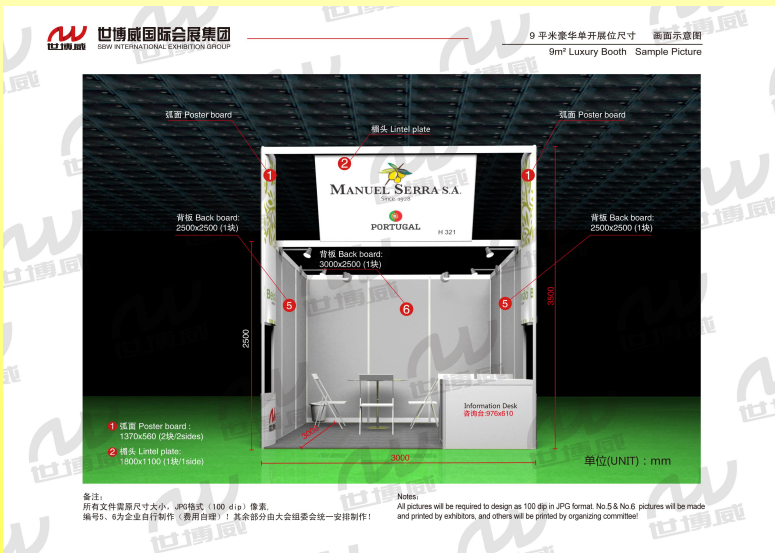 世博威
世博威国际会展集团
SBW INTERNATIONAL EXHIBITION GROUP
9 平米豪华单开展位尺寸 画面示意图
9m² Luxury Booth Sample Picture
弧面 Poster board
弧面 Poster board
楣头 Lintel plate
1
2
1
MANUEL SERRA S.A.
Since 1928
PORTUGAL
H 321
背板 Back board:
2500x2500 (1块)
背板 Back board:
2500x2500 (1块)
背板 Back board:
3000x2500 (1块)
5
6
5
2500
3500
Information Desk
咨询台:976x610
3000
3000
1 弧面 Poster board :
1370x560 (2块/2sides)
2 楣头 Lintel plate:
1800x1100 (1块/1side)
单位(UNIT) : mm
备注:
所有文件需原尺寸大小, JPG格式 (100 dip) 像素,
编号5、6为企业自行制作 (费用自理) ! 其余部分由大会组委会统一安排制作!
Notes:
All pictures will be required to design as 100 dip in JPG format. No.5 & No.6 pictures will be made
and printed by exhibitors, and others will be printed by organizing committee!